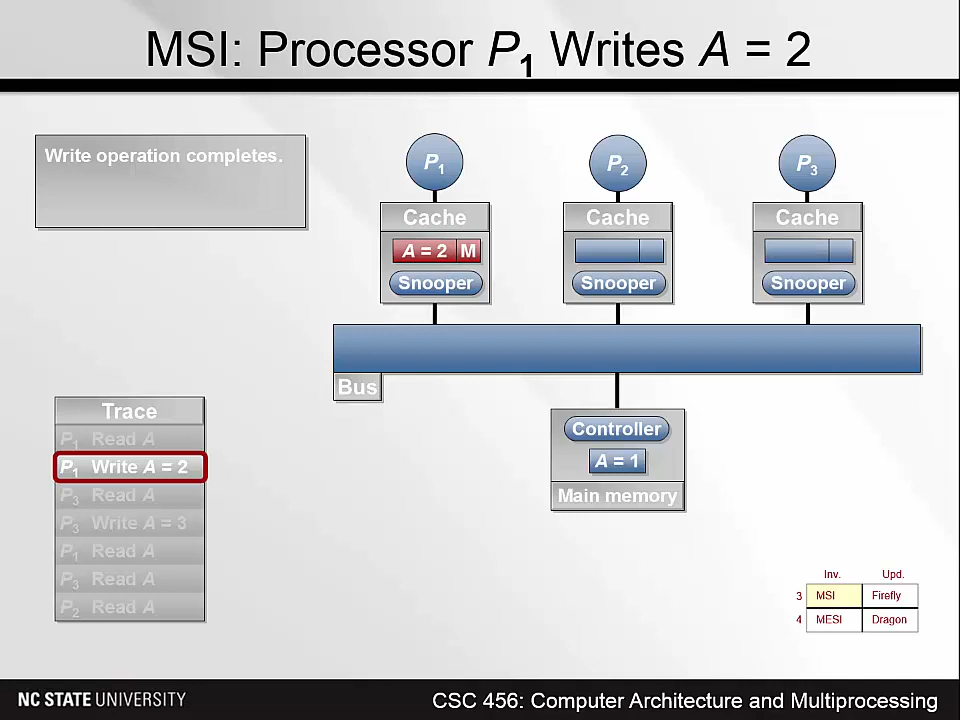 MSI: Processor P1 Writes A = 2
Write operation completes.
P1
P2
P3
Cache
Cache
Cache
A = 2 M
Snooper
Snooper
Snooper
Bus
Controller
A = 1
Main memory
Trace
P1 Read A
P1 Write A = 2
P3 Read A
P3 Write A = 3
P1 Read A
P3 Read A
P2 Read A
Inv. Upd.
3 MSI Firefly
4 MESI Dragon
NC STATE UNIVERSITY
CSC 456: Computer Architecture and Multiprocessing